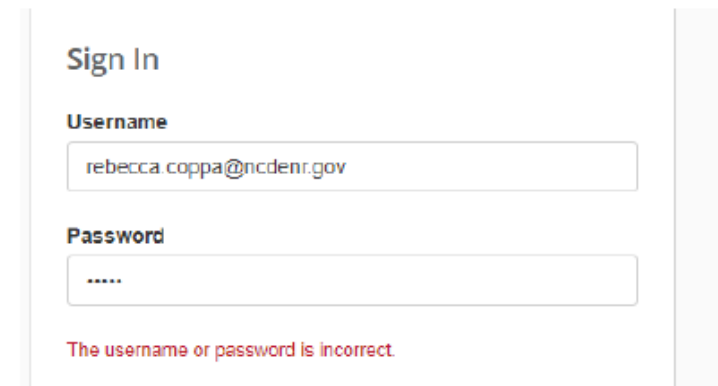 Sign In
Username
rebecca.coppa@ncdenr.gov
Password
•••••
The username or password is incorrect.